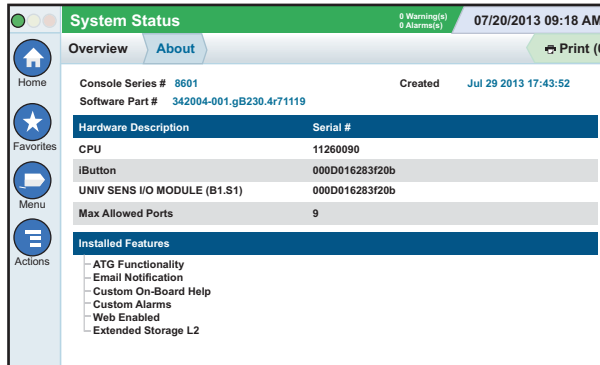 System Status
0 Warning(s)
0 Alarms(s)
07/20/2013 09:18 AM
Overview About Print (0
Home
Favorites
Menu
Actions
Console Series # 8601 Created Jul 29 2013 17:43:52
Software Part # 342004-001.gB230.4r71119
Hardware Description Serial #
CPU 11260090
iButton 000D016283f20b
UNIV SENS I/O MODULE (B1.S1) 000D016283f20b
Max Allowed Ports 9
Installed Features
ATG Functionality
Email Notification
Custom On-Board Help
Custom Alarms
Web Enabled
Extended Storage L2